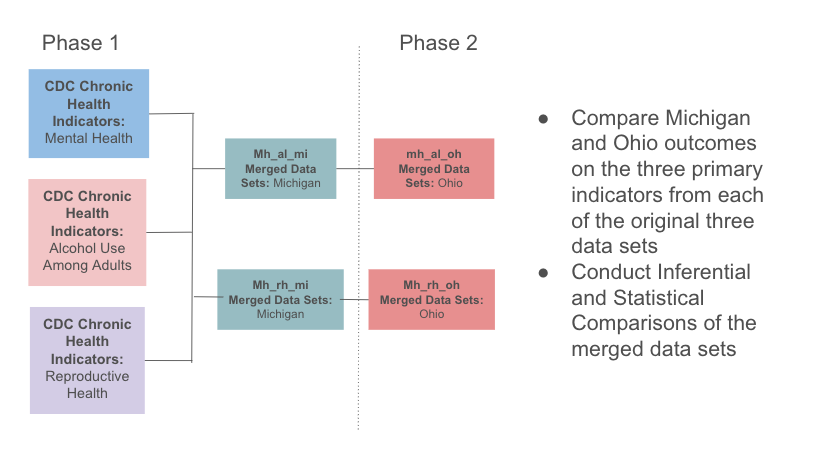 Phase 1
Phase 2
CDC Chronic
Health
Indicators:
Mental Health
CDC Chronic
Health
Indicators:
Alcohol Use
Among Adults
CDC Chronic
Health
Indicators:
Reproductive
Health
Mh_al_mi
Merged Data
Sets: Michigan
Mh_rh_mi
Merged Data Sets:
Michigan
mh_al_oh
Merged Data
Sets: Ohio
Mh_rh_oh
Merged Data Sets:
Ohio
● Compare Michigan
and Ohio outcomes
on the three primary
indicators from each
of the original three
data sets
● Conduct Inferential
and Statistical
Comparisons of the
merged data sets